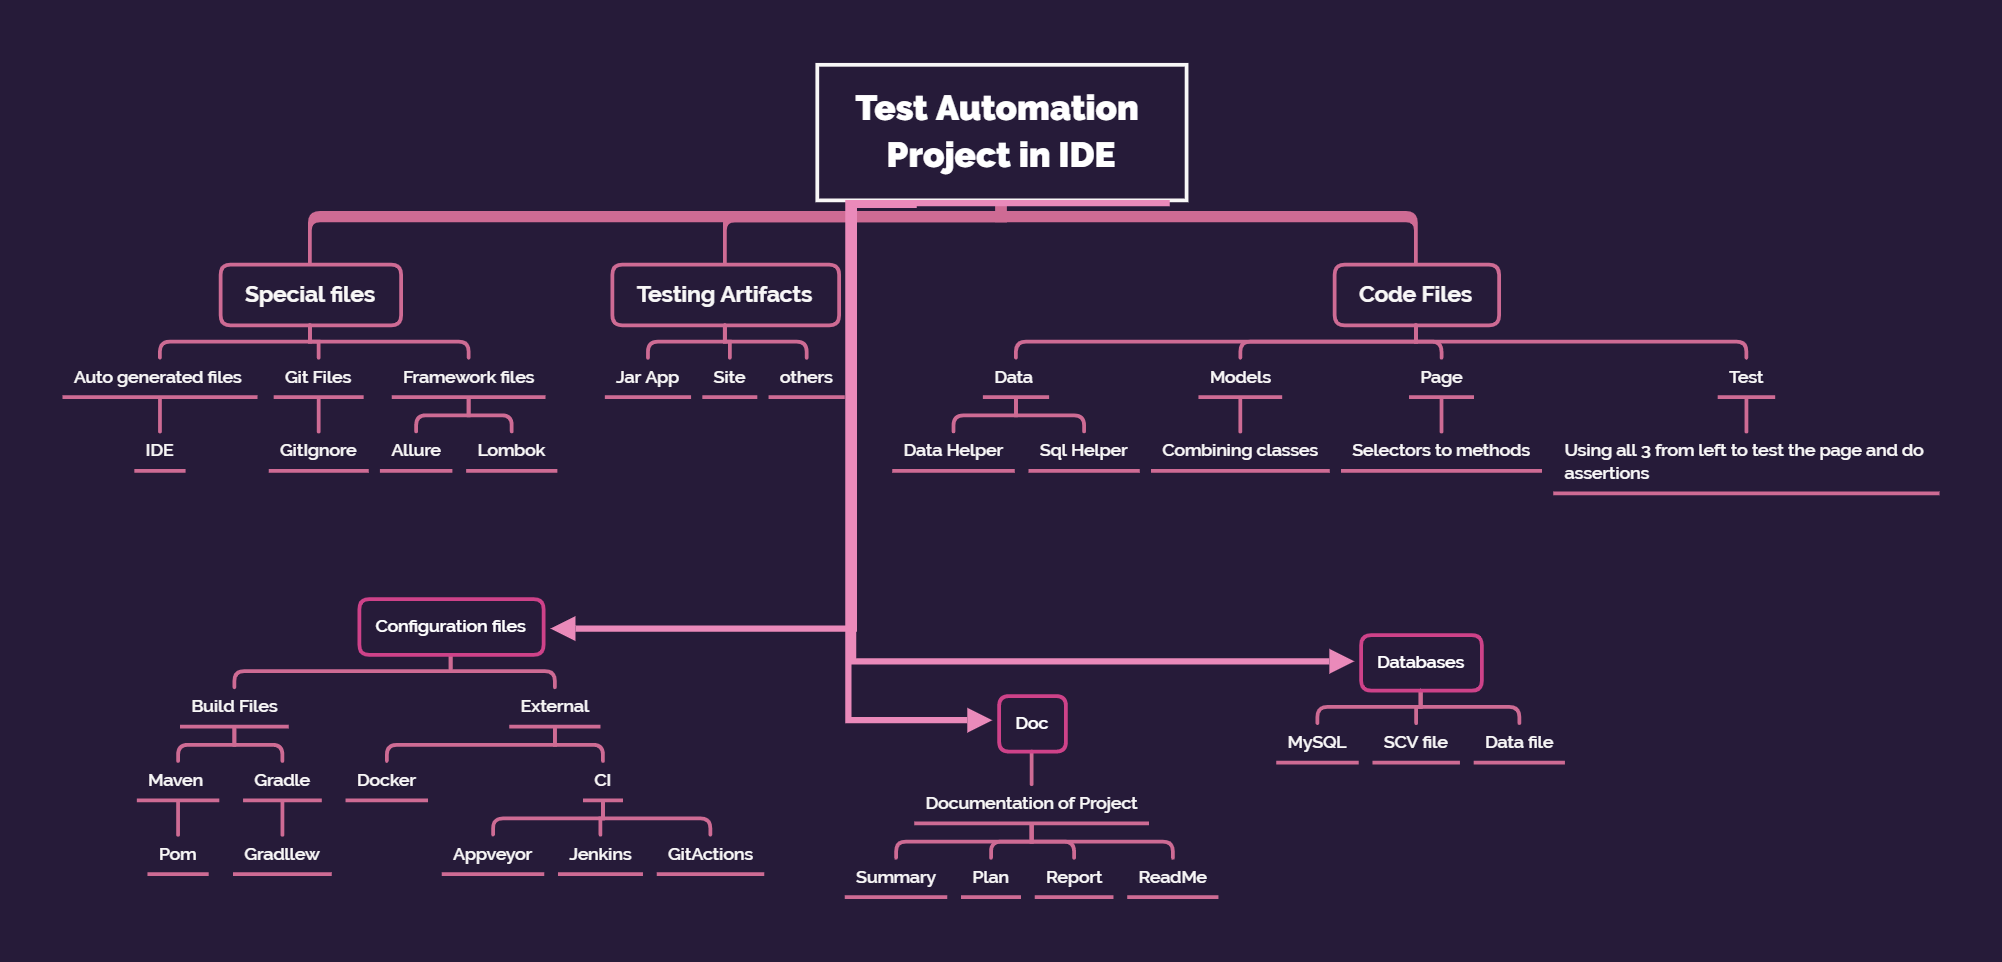 Test Automation
Project in IDE
Special files
Testing Artifacts
Code Files
Auto generated files
Git Files
Framework files
Jar App
Site
others
Data
Models
Page
Test
IDE
GitIgnore
Allure
Lombok
Data Helper
Sql Helper
Combining classes
Selectors to methods
Using all 3 from left to test the page and do
assertions
Configuration files
Databases
Build Files
External
Doc
MySQL
SCV file
Data file
Maven
Gradle
Docker
CI
Documentation of Project
Pom
Gradllew
Appveyor
Jenkins
GitActions
Summary
Plan
Report
ReadMe